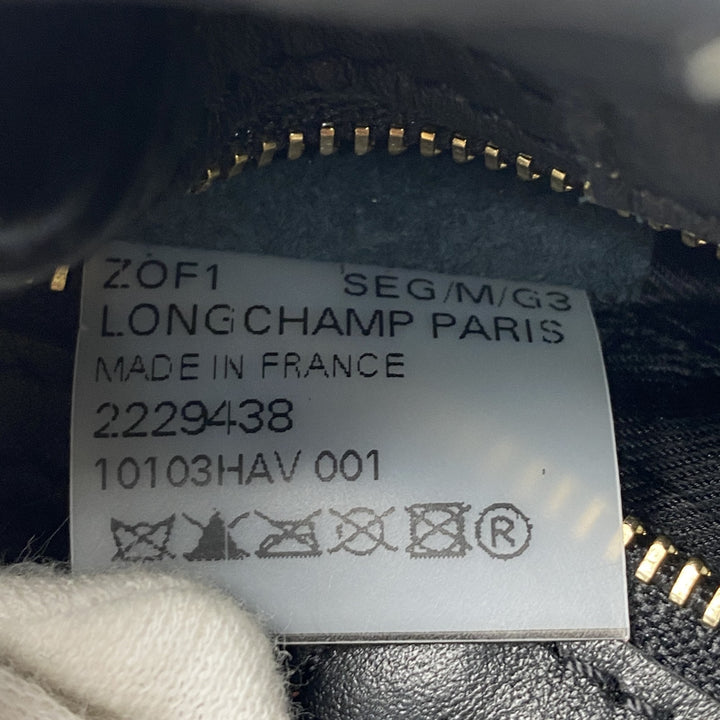 ZOF1 SEG/M/G3
LONGCHAMP PARIS
MADE IN FRANCE
2229438
10103HAV 001
®